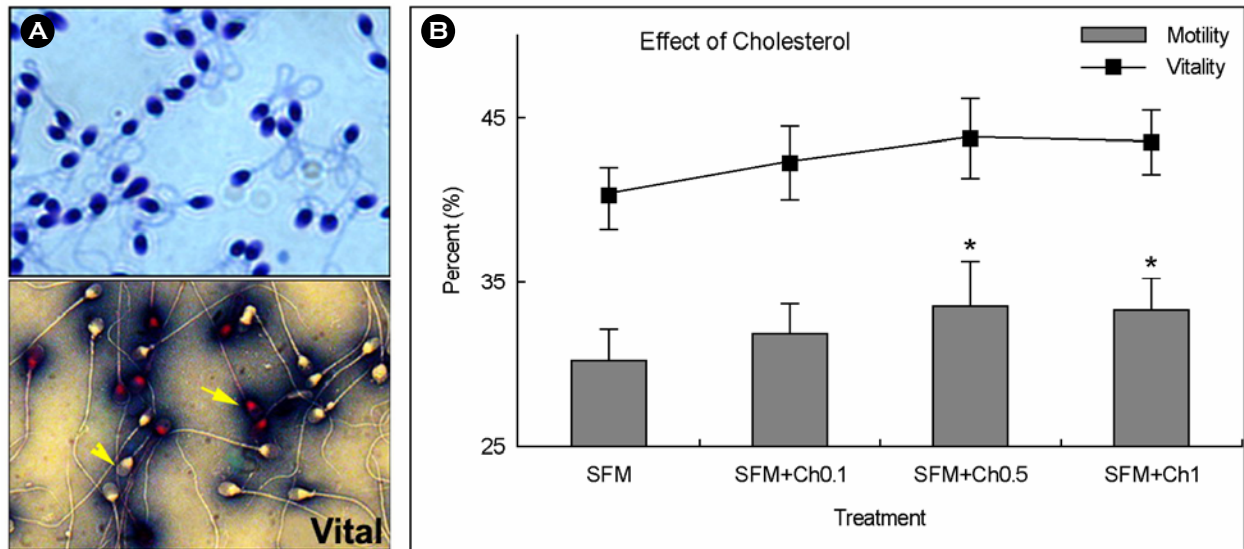 A
Vital
B
Effect of Cholesterol
Motility
Vitality
45
35
25
Percent (%)
*
*
SFM
SFM+Ch0.1
SFM+Ch0.5
SFM+Ch1
Treatment